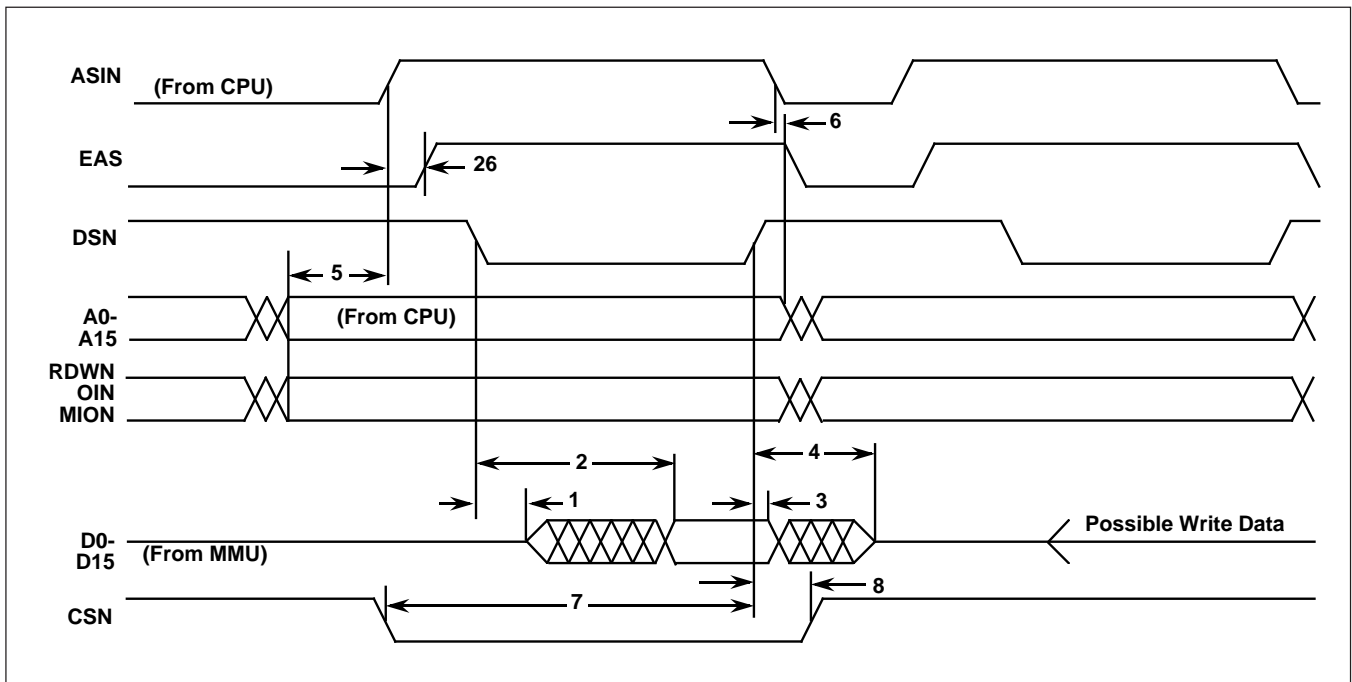 ASIN
(From CPU)
6
EAS
26
DSN
5
A0-
A15
(From CPU)
RDWN
OIN
MION
2
4
1
3
D0-
D15
(From MMU)
Possible Write Data
7
8
CSN